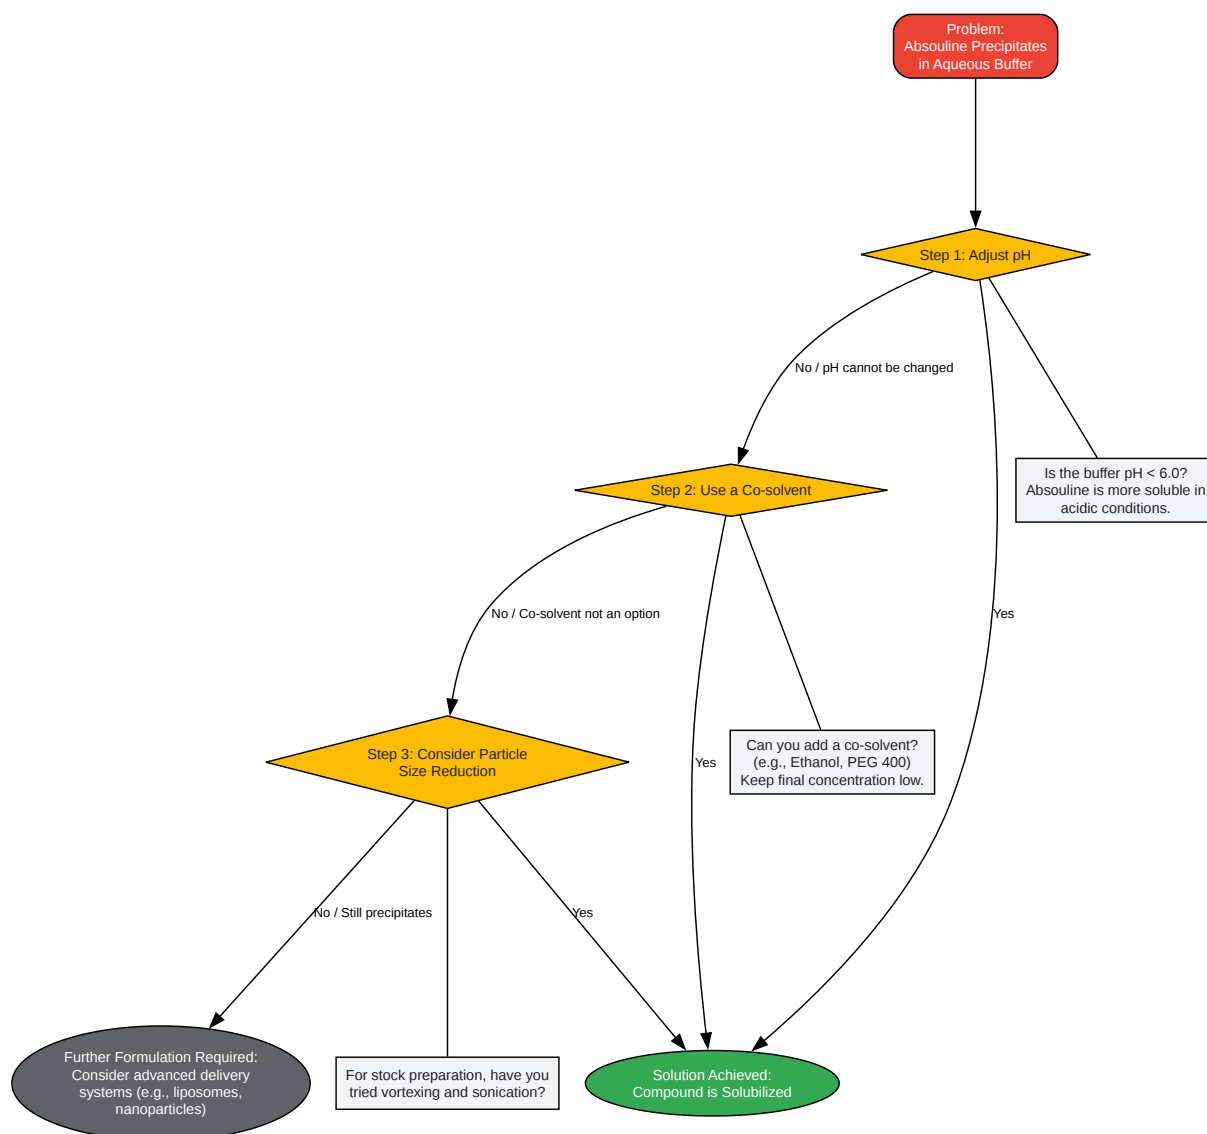 Problem:
Absouline Precipitates
in Aqueous Buffer
Step 1: Adjust pH
No / pH cannot be changed
Is the buffer pH < 6.0?
Absouline is more soluble in
acidic conditions.
Step 2: Use a Co-solvent
No / Co-solvent not an option
Yes
Can you add a co-solvent?
(e.g., Ethanol, PEG 400)
Keep final concentration low.
Yes
Step 3: Consider Particle
Size Reduction
No / Still precipitates
Yes
Further Formulation Required:
Consider advanced delivery
systems (e.g., liposomes,
nanoparticles)
For stock preparation, have you
tried vortexing and sonication?
Solution Achieved:
Compound is Solubilized